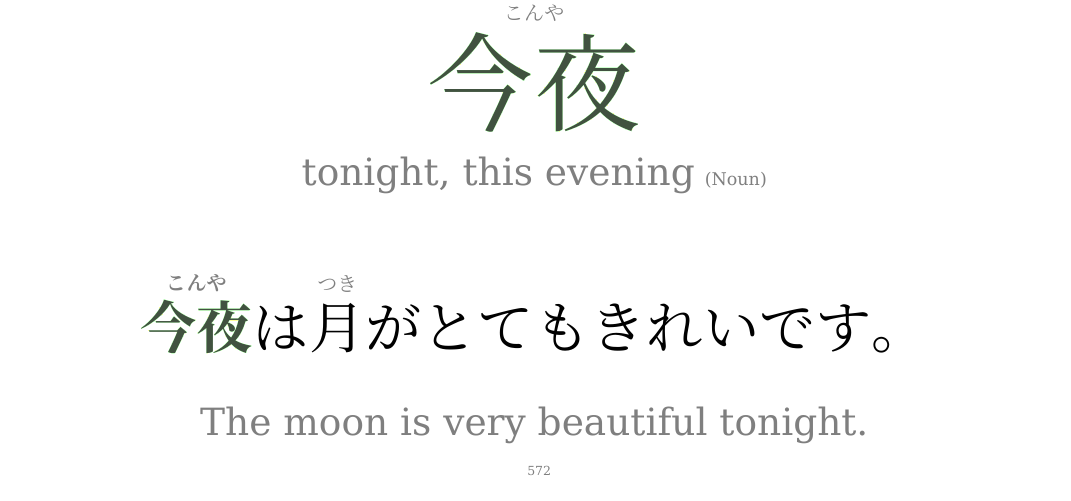 こんや
今夜
tonight, this evening (Noun)
こんや つき
今夜は月がとてもきれいです。
The moon is very beautiful tonight.
572